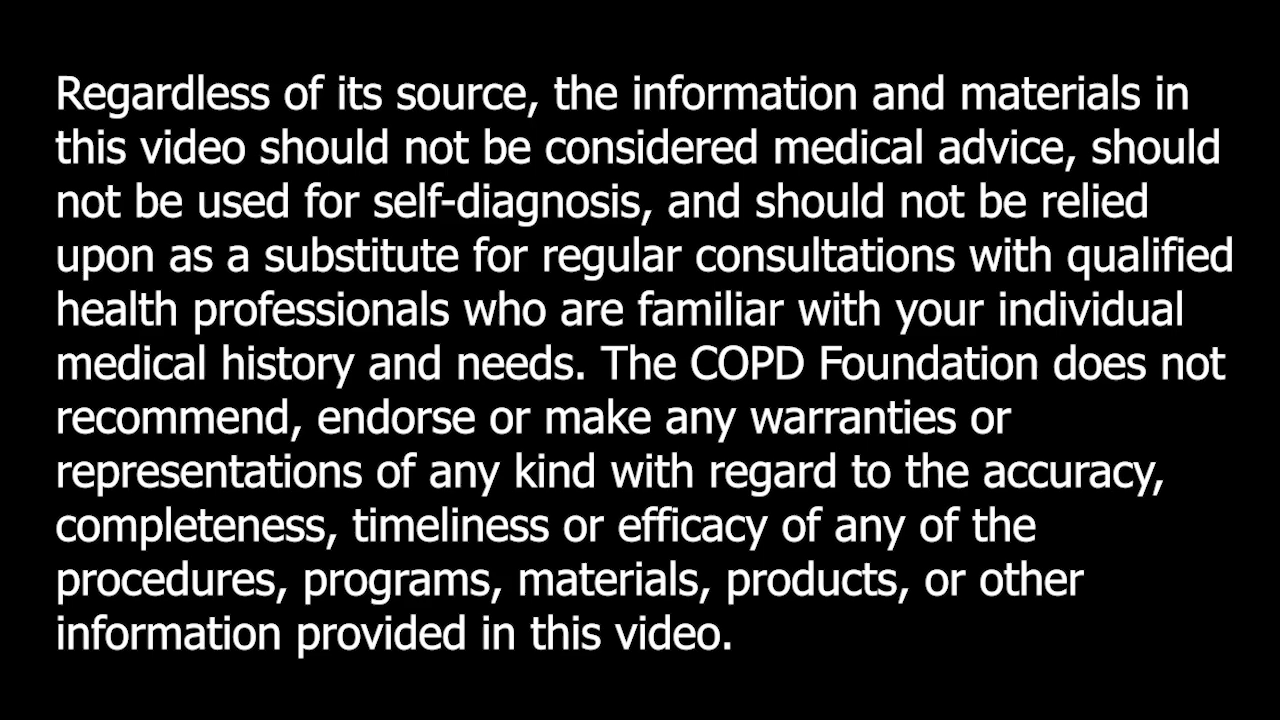 Regardless of its source, the information and materials in
this video should not be considered medical advice, should
not be used for self-diagnosis, and should not be relied
upon as a substitute for regular consultations with qualified
health professionals who are familiar with your individual
medical history and needs. The COPD Foundation does not
recommend, endorse or make any warranties or
representations of any kind with regard to the accuracy,
completeness, timeliness or efficacy of any of the
procedures, programs, materials, products, or other
information provided in this video.